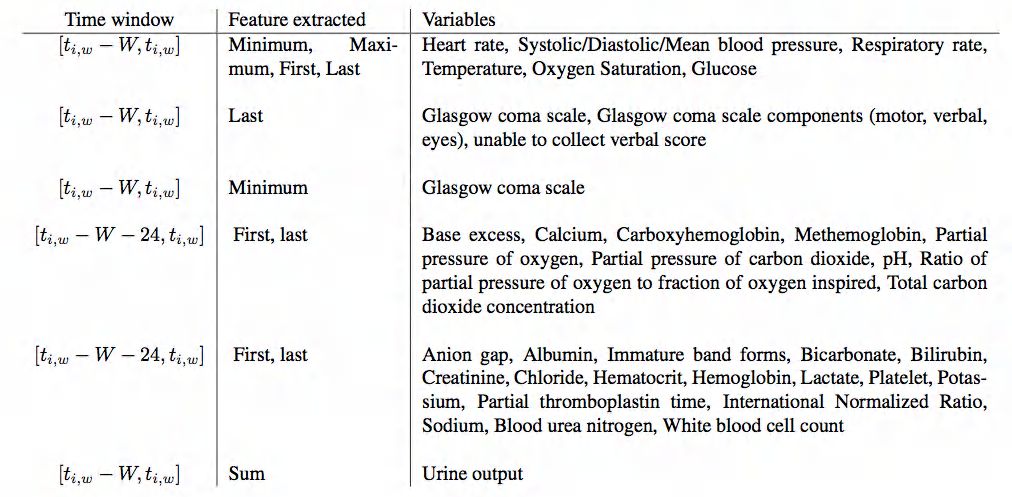 Time window Feature extracted Variables
[t_{i,w} − W, t_{i,w}] Minimum, Maxi- Heart rate, Systolic/Diastolic/Mean blood pressure, Respiratory rate,
mum, First, Last Temperature, Oxygen Saturation, Glucose
[t_{i,w} − W, t_{i,w}] Last Glasgow coma scale, Glasgow coma scale components (motor, verbal,
eyes), unable to collect verbal score
[t_{i,w} − W, t_{i,w}] Minimum Glasgow coma scale
[t_{i,w} − W − 24, t_{i,w}] First, last Base excess, Calcium, Carboxyhemoglobin, Methemoglobin, Partial
pressure of oxygen, Partial pressure of carbon dioxide, pH, Ratio of
partial pressure of oxygen to fraction of oxygen inspired, Total carbon
dioxide concentration
[t_{i,w} − W − 24, t_{i,w}] First, last Anion gap, Albumin, Immature band forms, Bicarbonate, Bilirubin,
Creatinine, Chloride, Hematocrit, Hemoglobin, Lactate, Platelet, Potas-
sium, Partial thromboplastin time, International Normalized Ratio,
Sodium, Blood urea nitrogen, White blood cell count
[t_{i,w} − W, t_{i,w}] Sum Urine output